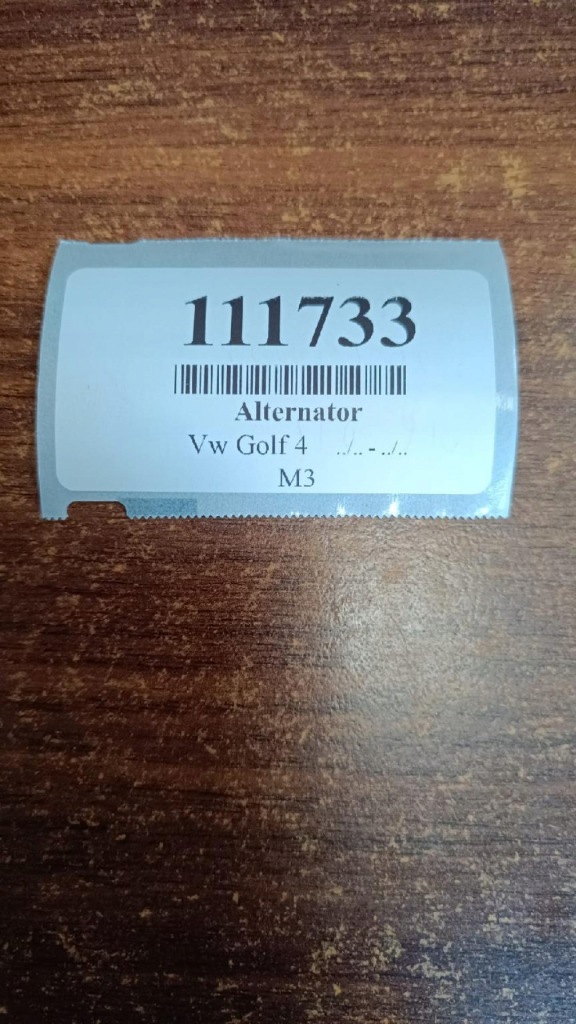 111733
Alternator
Vw Golf 4 ../.. - ../..
M3